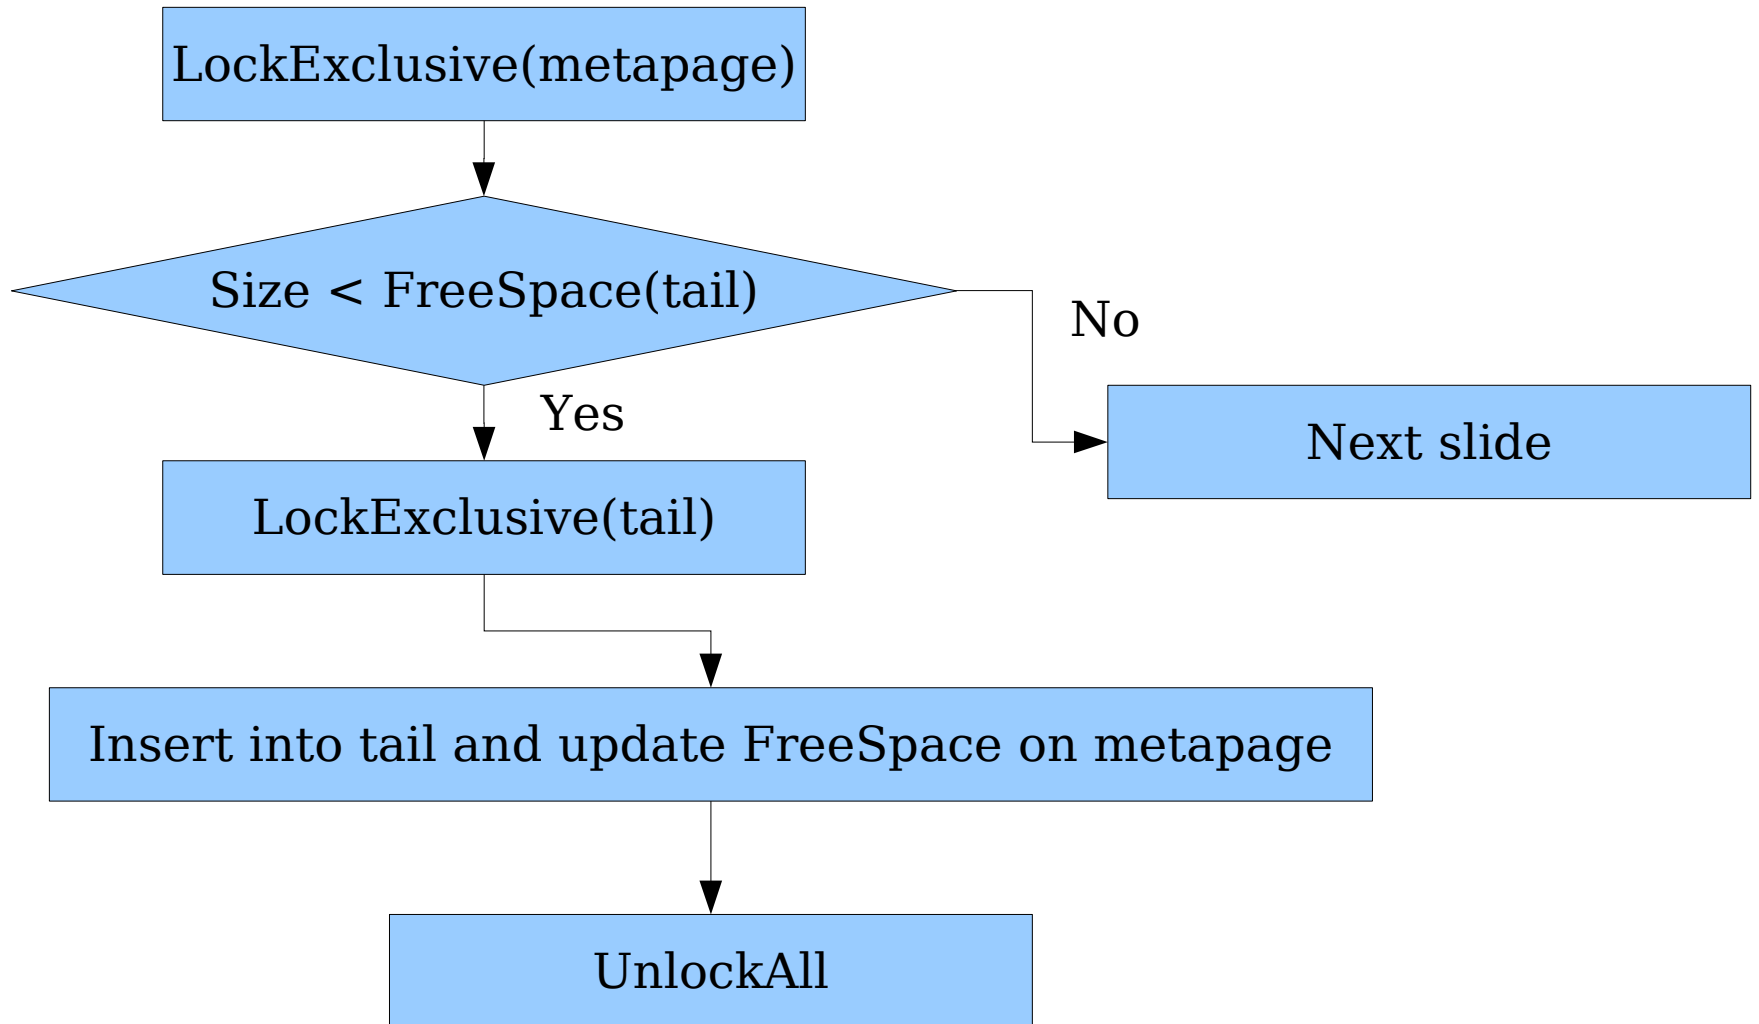 LockExclusive(metapage)
Size < FreeSpace(tail)
No
Yes
Next slide
LockExclusive(tail)
Insert into tail and update FreeSpace on metapage
UnlockAll